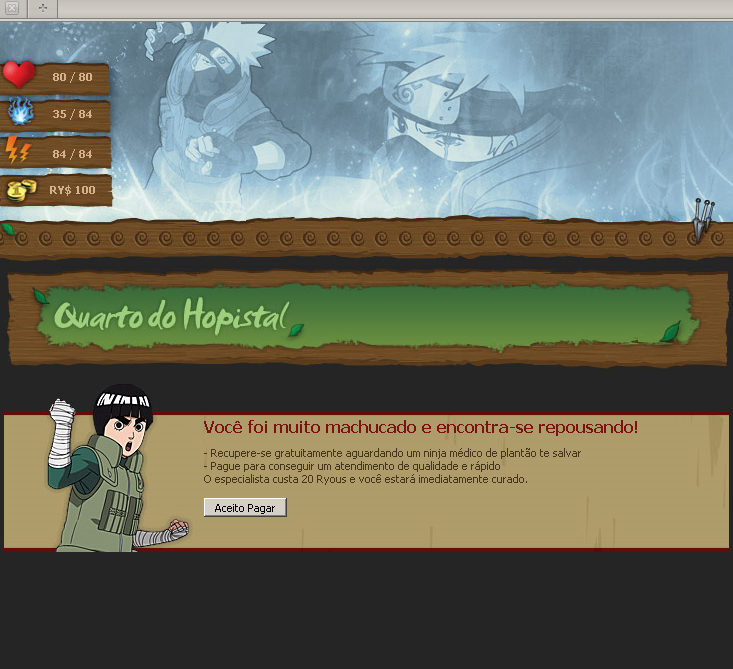 80 / 80
35 / 84
84 / 84
RY$ 100
Quarto do Hopistal
Você foi muito machucado e encontra-se repousando!
- Recupere-se gratuitamente aguardando um ninja médico de plantão te salvar
- Pague para conseguir um atendimento de qualidade e rápido
O especialista custa 20 Ryous e você estará imediatamente curado.
Aceito Pagar